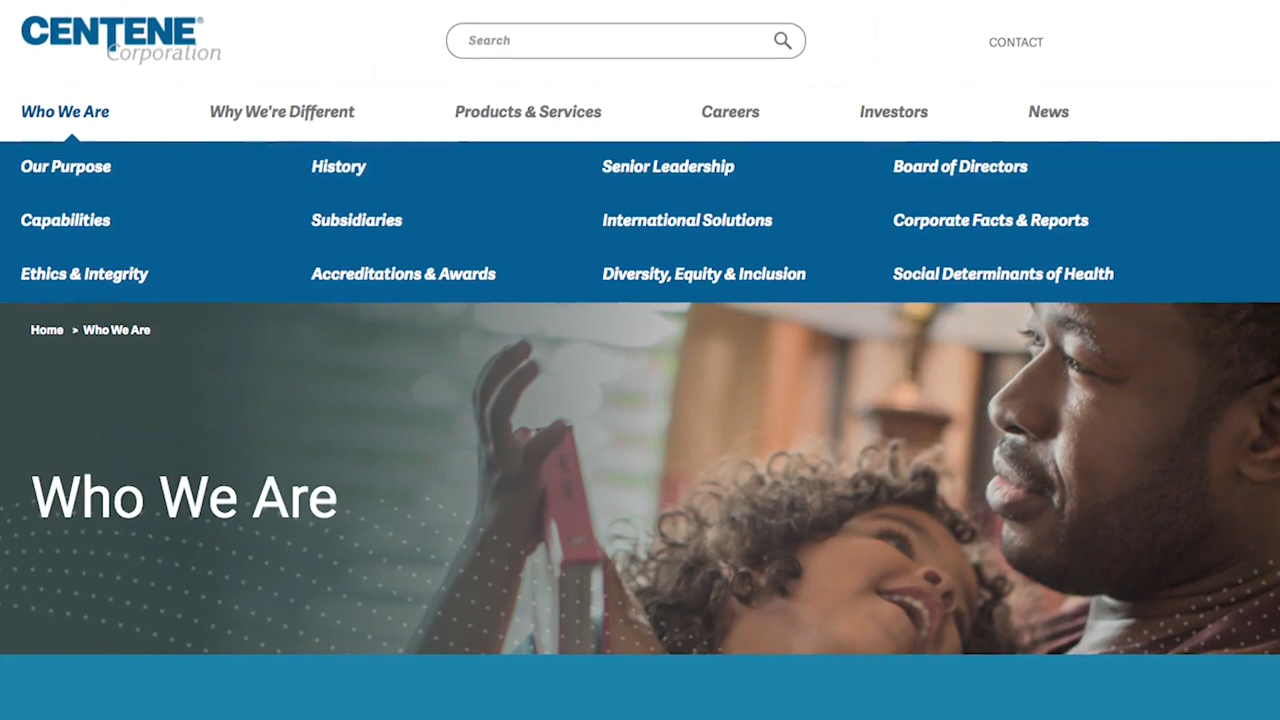 CENTENE®
Corporation
Search
CONTACT
Who We Are Why We're Different Products & Services Careers Investors News
Our Purpose History Senior Leadership Board of Directors
Capabilities Subsidiaries International Solutions Corporate Facts & Reports
Ethics & Integrity Accreditations & Awards Diversity, Equity & Inclusion Social Determinants of Health
Home > Who We Are
Who We Are